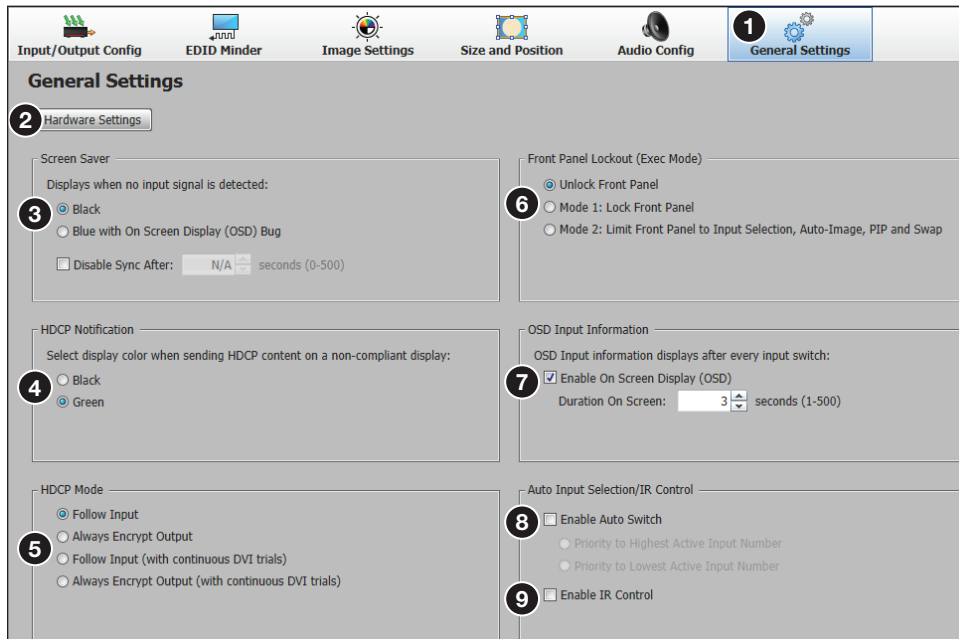 Input/Output Config
EDID Minder
Image Settings
Size and Position
Audio Config
1
General Settings
General Settings
2
Hardware Settings
Screen Saver
Displays when no input signal is detected:
3
Black
Blue with On Screen Display (OSD) Bug
Disable Sync After: N/A seconds (0-500)
Front Panel Lockout (Exec Mode)
6
Unlock Front Panel
Mode 1: Lock Front Panel
Mode 2: Limit Front Panel to Input Selection, Auto-Image, PIP and Swap
HDCP Notification
Select display color when sending HDCP content on a non-compliant display:
4
Black
Green
OSD Input Information
OSD Input information displays after every input switch:
7
Enable On Screen Display (OSD)
Duration On Screen: 3 seconds (1-500)
HDCP Mode
5
Follow Input
Always Encrypt Output
Follow Input (with continuous DVI trials)
Always Encrypt Output (with continuous DVI trials)
Auto Input Selection/IR Control
8
Enable Auto Switch
Priority to Highest Active Input Number
Priority to Lowest Active Input Number
9
Enable IR Control